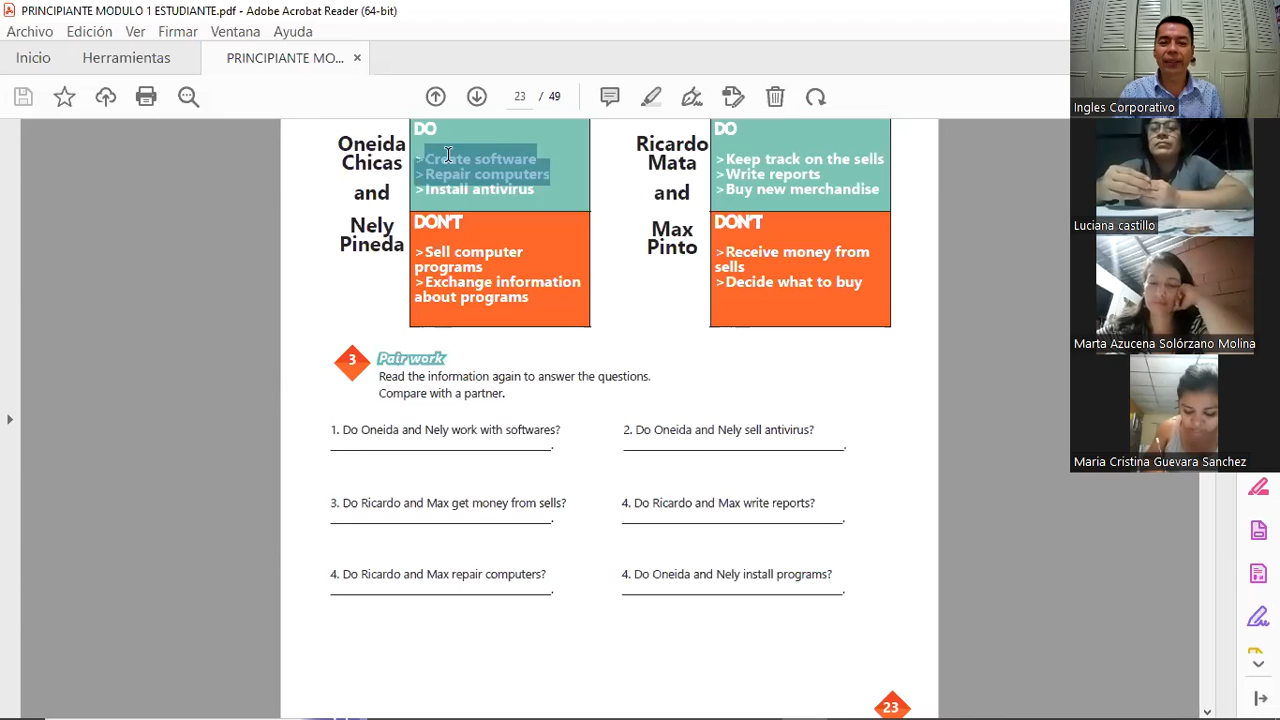 PRINCIPIANTE MODULO 1 ESTUDIANTE.pdf - Adobe Acrobat Reader (64-bit)
Archivo Edición Ver Firmar Ventana Ayuda
Inicio Herramientas PRINCIPIANTE MO... ×
23 / 49
Oneida
Chicas
and
Nely
Pineda
DO
>Create software
>Repair computers
>Install antivirus
DON'T
>Sell computer
programs
>Exchange information
about programs
Ricardo
Mata
and
Max
Pinto
DO
>Keep track on the sells
>Write reports
>Buy new merchandise
DON'T
>Receive money from
sells
>Decide what to buy
3
Pair work
Read the information again to answer the questions.
Compare with a partner.
1. Do Oneida and Nely work with softwares?
2. Do Oneida and Nely sell antivirus?
3. Do Ricardo and Max get money from sells?
4. Do Ricardo and Max write reports?
4. Do Ricardo and Max repair computers?
4. Do Oneida and Nely install programs?
23
Ingles Corporativo
Luciana castillo
Marta Azucena Solórzano Molina
Maria Cristina Guevara Sanchez